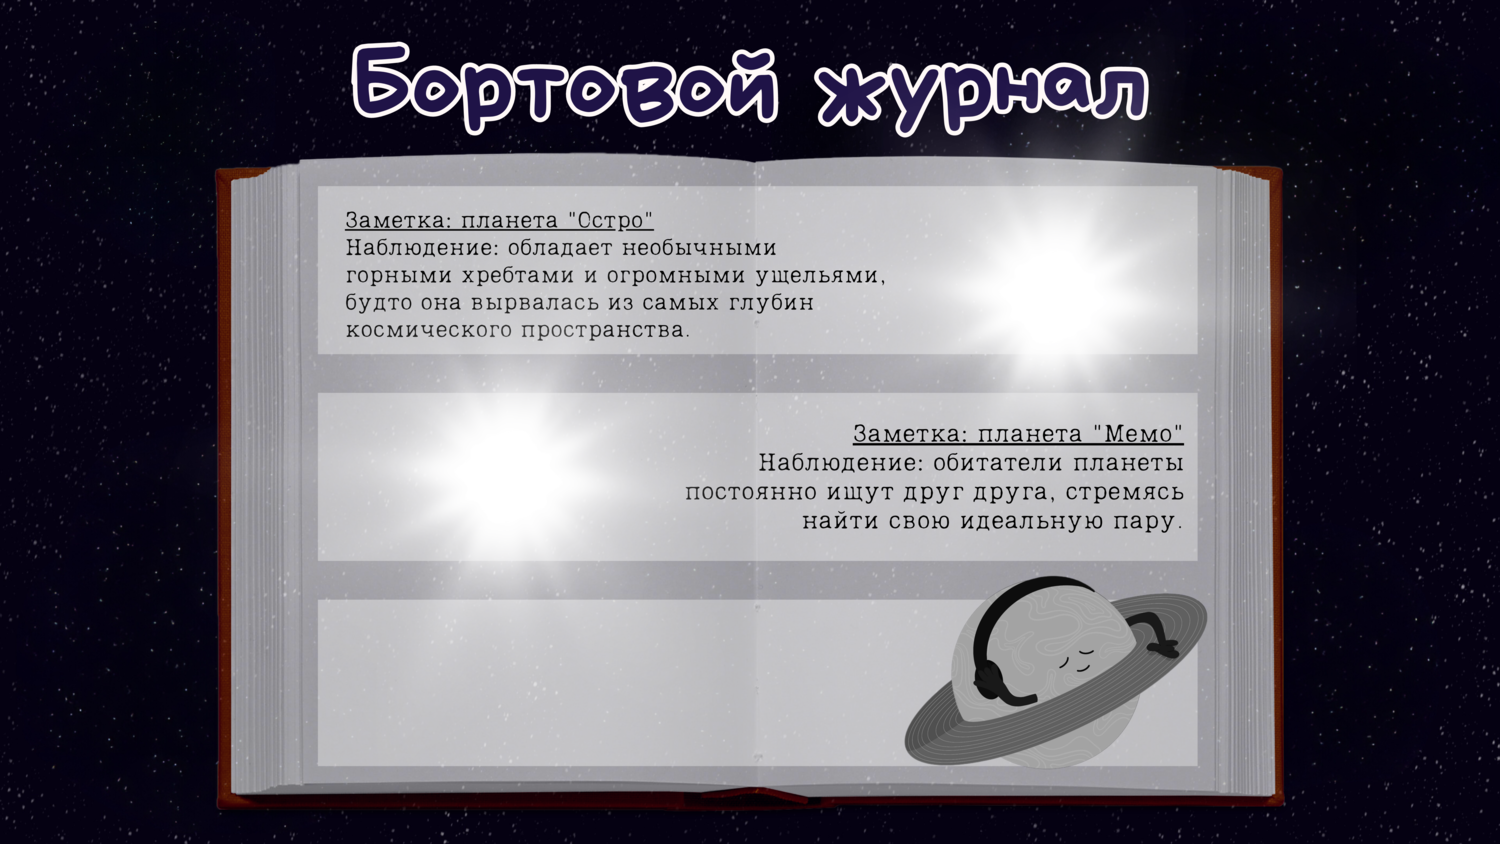 Бортовой журнал
Заметка: планета "Остро"
Наблюдение: обладает необычными
горными хребтами и огромными ущельями,
будто она вырвалась из самых глубин
космического пространства.
Заметка: планета "Мемо"
Наблюдение: обитатели планеты
постоянно ищут друг друга, стремясь
найти свою идеальную пару.